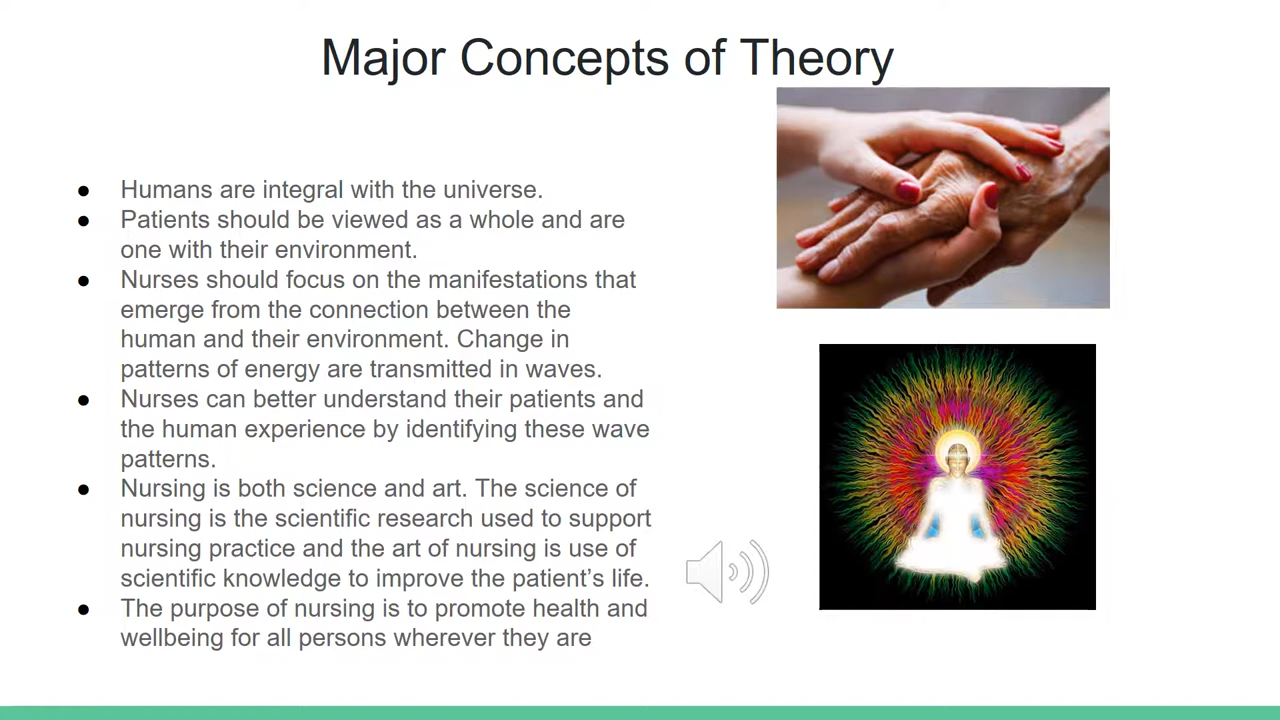 Major Concepts of Theory
● Humans are integral with the universe.
● Patients should be viewed as a whole and are
one with their environment.
● Nurses should focus on the manifestations that
emerge from the connection between the
human and their environment. Change in
patterns of energy are transmitted in waves.
● Nurses can better understand their patients and
the human experience by identifying these wave
patterns.
● Nursing is both science and art. The science of
nursing is the scientific research used to support
nursing practice and the art of nursing is use of
scientific knowledge to improve the patient’s life.
● The purpose of nursing is to promote health and
wellbeing for all persons wherever they are